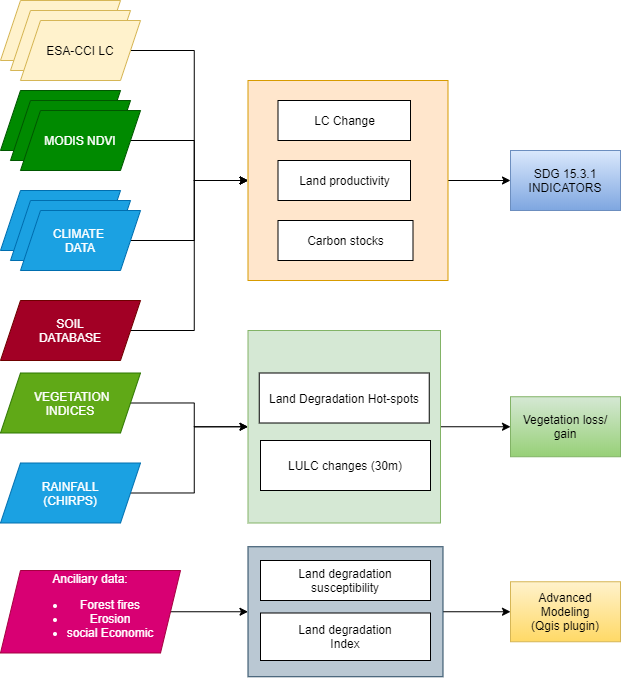 ESA-CCI LC
MODIS NDVI
CLIMATE
DATA
SOIL
DATABASE
LC Change
Land productivity
Carbon stocks
SDG 15.3.1
INDICATORS
VEGETATION
INDICES
RAINFALL
(CHIRPS)
Land Degradation Hot-spots
LULC changes (30m)
Vegetation loss/
gain
Ancillary data:
• Forest fires
• Erosion
• social Economic
Land degradation
susceptibility
Land degradation
Index
Advanced
Modeling
(Qgis plugin)